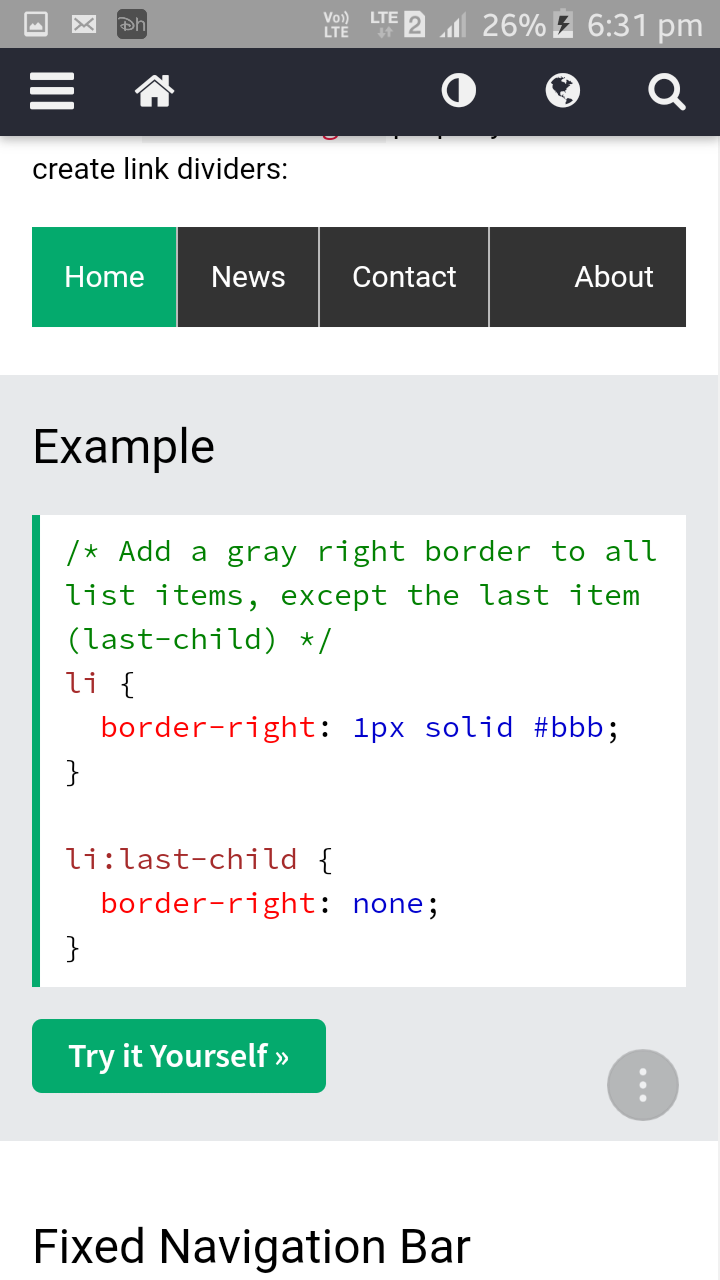 Dh Vo)) LTE LTE 2 26% 6:31 pm
create link dividers:
Home News Contact About
Example
/* Add a gray right border to all
list items, except the last item
(last-child) */
li {
  border-right: 1px solid #bbb;
}
li:last-child {
  border-right: none;
}
Try it Yourself »
Fixed Navigation Bar